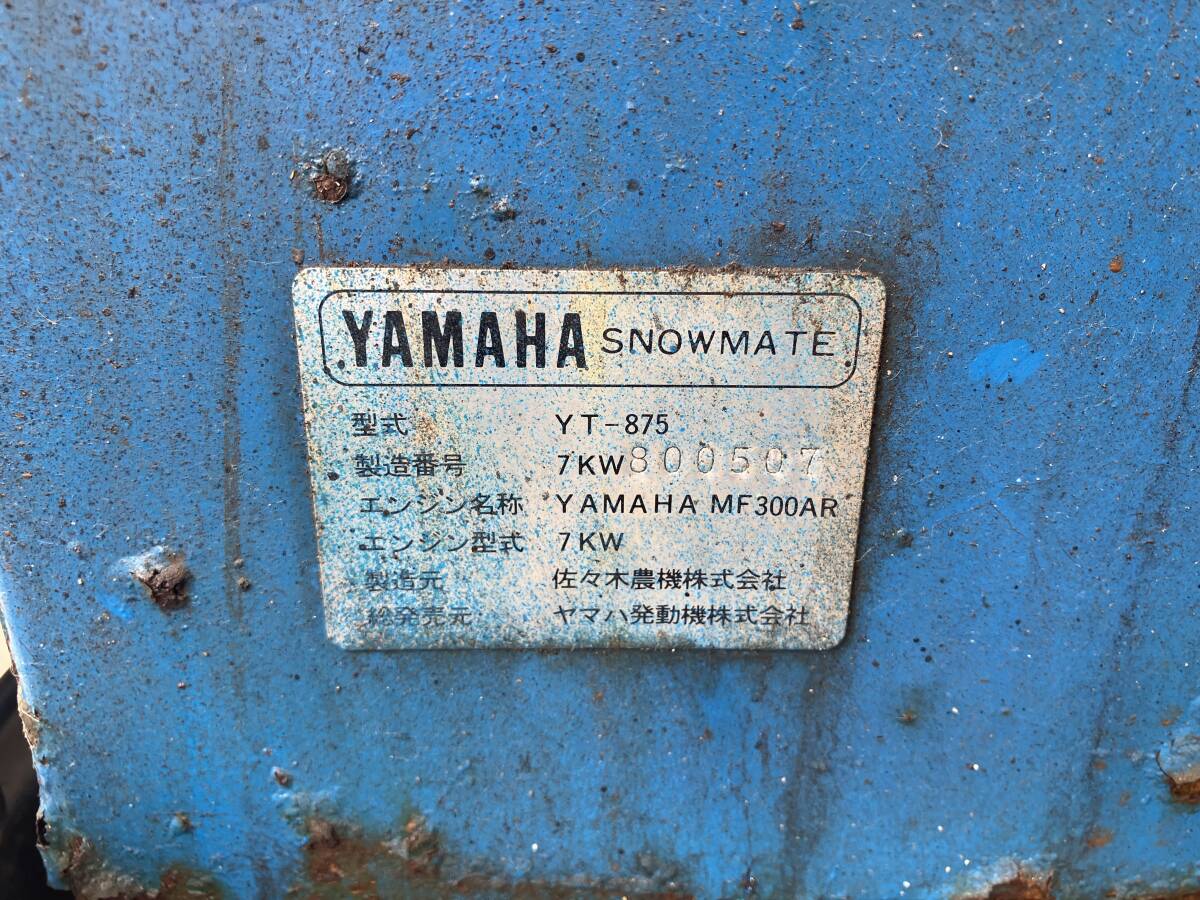 YAMAHA SNOWMATE
型式 YT-875
製造番号 7KW800507
エンジン名称 YAMAHA MF300AR
エンジン型式 7KW
製造元 佐々木農機株式会社
総発売元 ヤマハ発動機株式会社